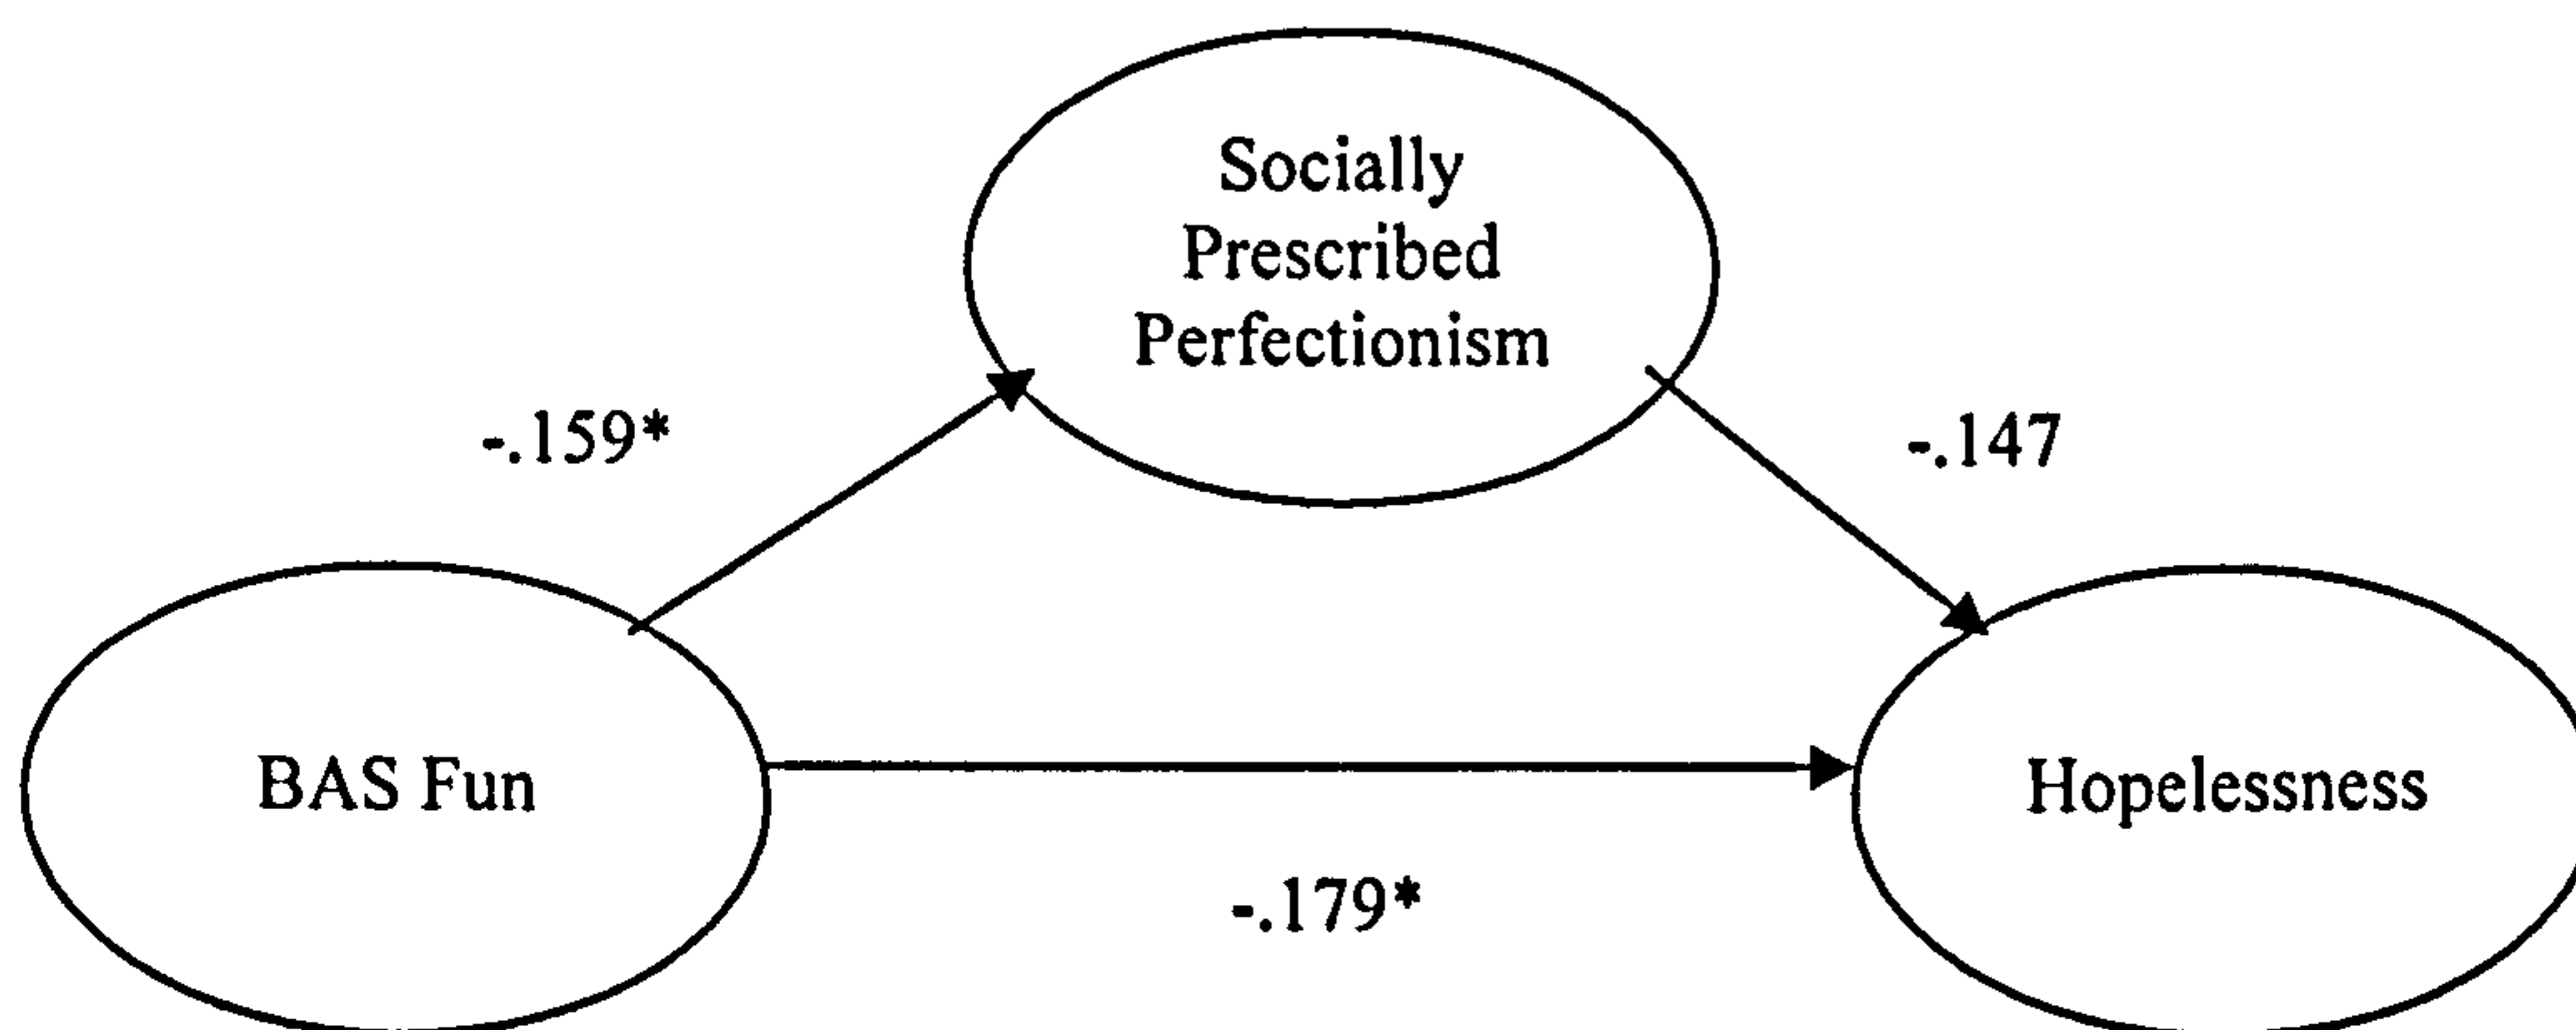 Socially
Prescribed
Perfectionism
-.159*
-.147
BAS Fun
Hopelessness
-.179*